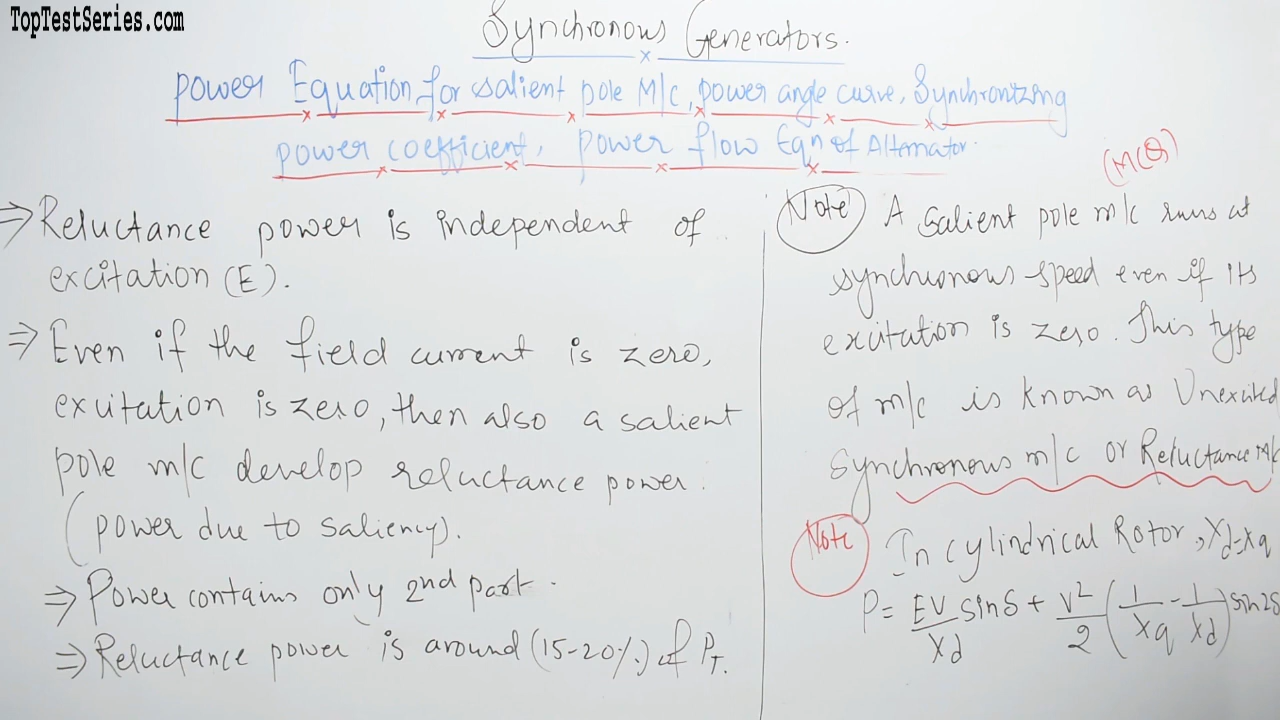 TopTestSeries.com
Synchronous Generators.
Power Equation for salient pole M/c, power angle curve, Synchronizing
power coefficient, power flow Eqn of Alternator.
⇒ Reluctance power is independent of
excitation (E).
⇒ Even if the field current is zero,
excitation is zero, then also a salient
pole m/c develop reluctance power.
(power due to saliency).
⇒ Power contains only 2nd part.
⇒ Reluctance power is around (15-20%) of PT.
(MCQ)
Note A salient pole m/c runs at
synchronous speed even if its
excitation is zero. This type
of m/c is known as Unexcited
Synchronous m/c or Reluctance M/c
Note In cylindrical Rotor, Xd=Xq
P = EV/Xd sinδ + V²/2 (1/Xq - 1/Xd) sin2δ